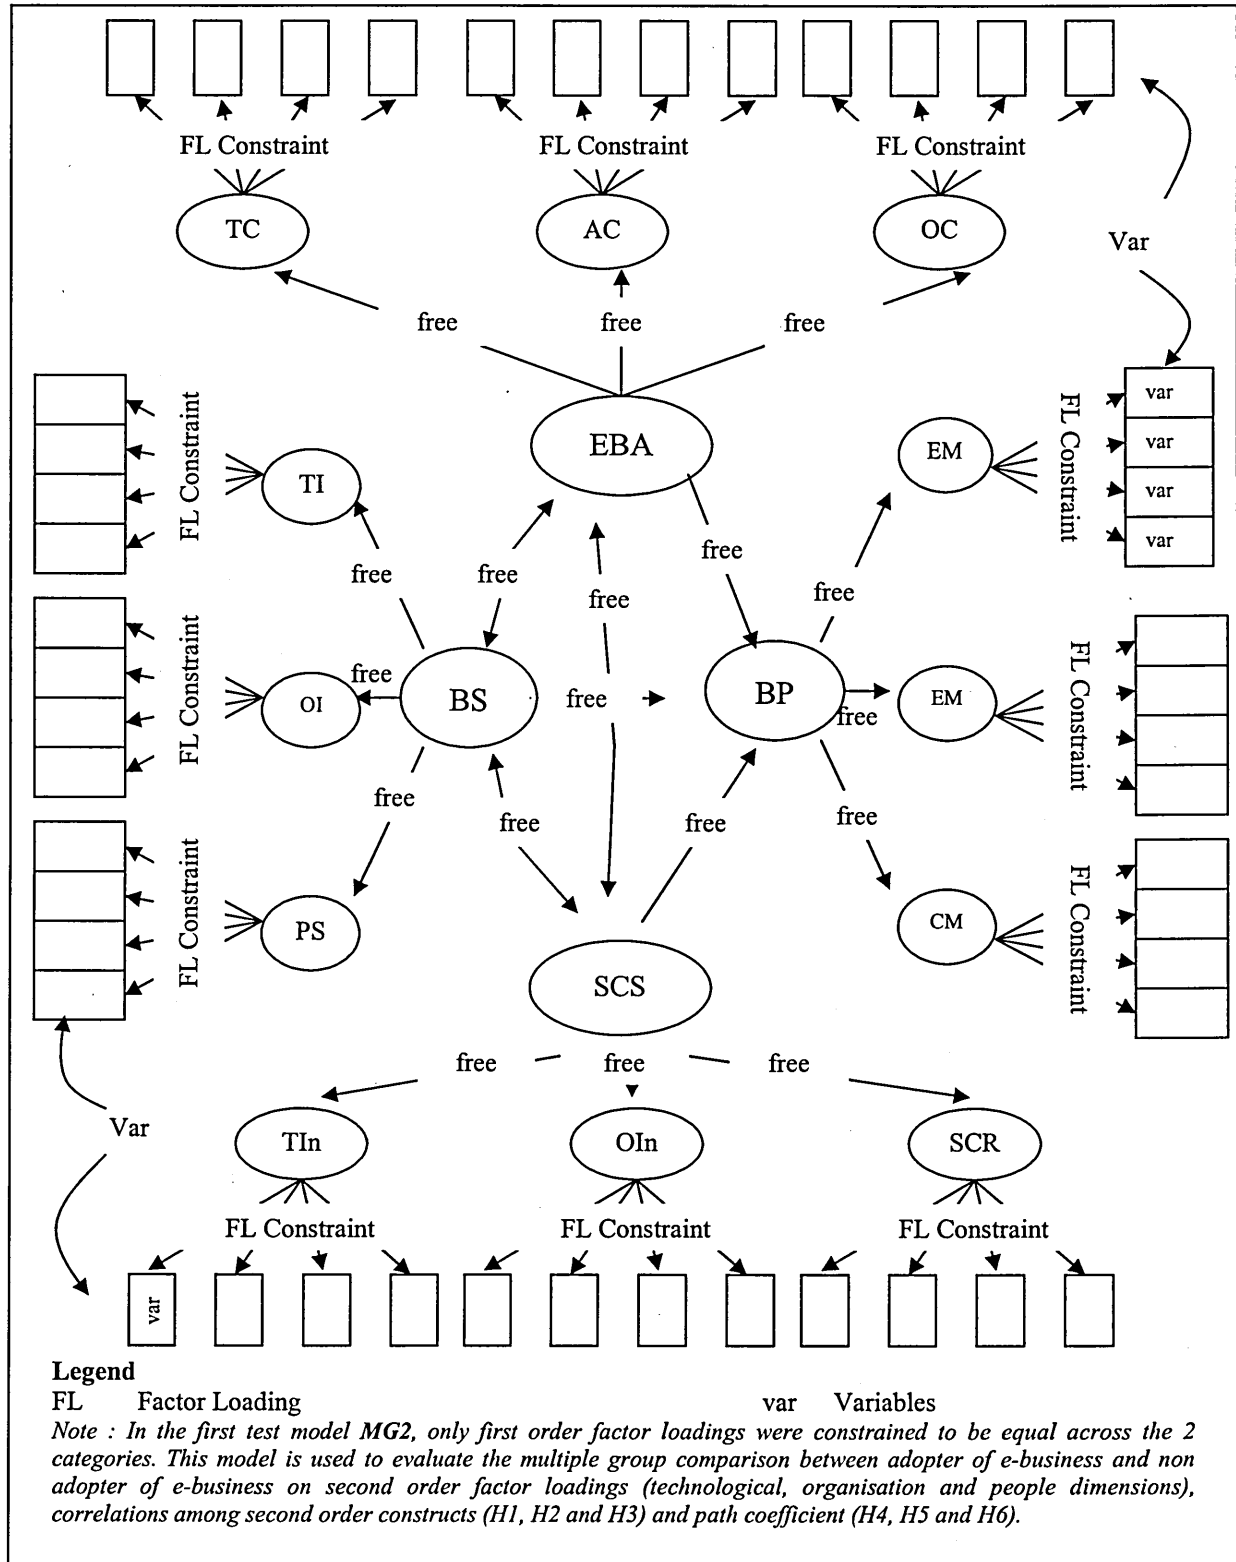 FL Constraint FL Constraint FL Constraint
TC AC OC
Var
free free free
FL Constraint
TI
EBA
EM
FL Constraint
var
var
var
var
free free free free
free
FL Constraint
OI
free
BS
free
BP
free
EM
FL Constraint
free free free free
FL Constraint
PS
SCS
CM
FL Constraint
free free free
Var
TIn OIn SCR
FL Constraint FL Constraint FL Constraint
var
Legend
FL Factor Loading var Variables
Note : In the first test model MG2, only first order factor loadings were constrained to be equal across the 2
categories. This model is used to evaluate the multiple group comparison between adopter of e-business and non
adopter of e-business on second order factor loadings (technological, organisation and people dimensions),
correlations among second order constructs (H1, H2 and H3) and path coefficient (H4, H5 and H6).